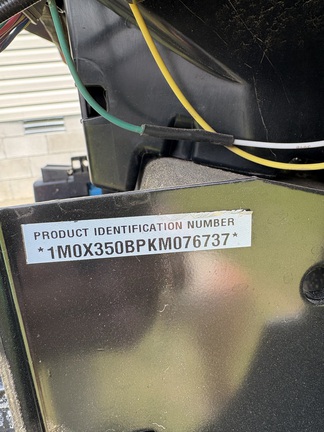 PRODUCT IDENTIFICATION NUMBER
*1M0X350BPKM076737*